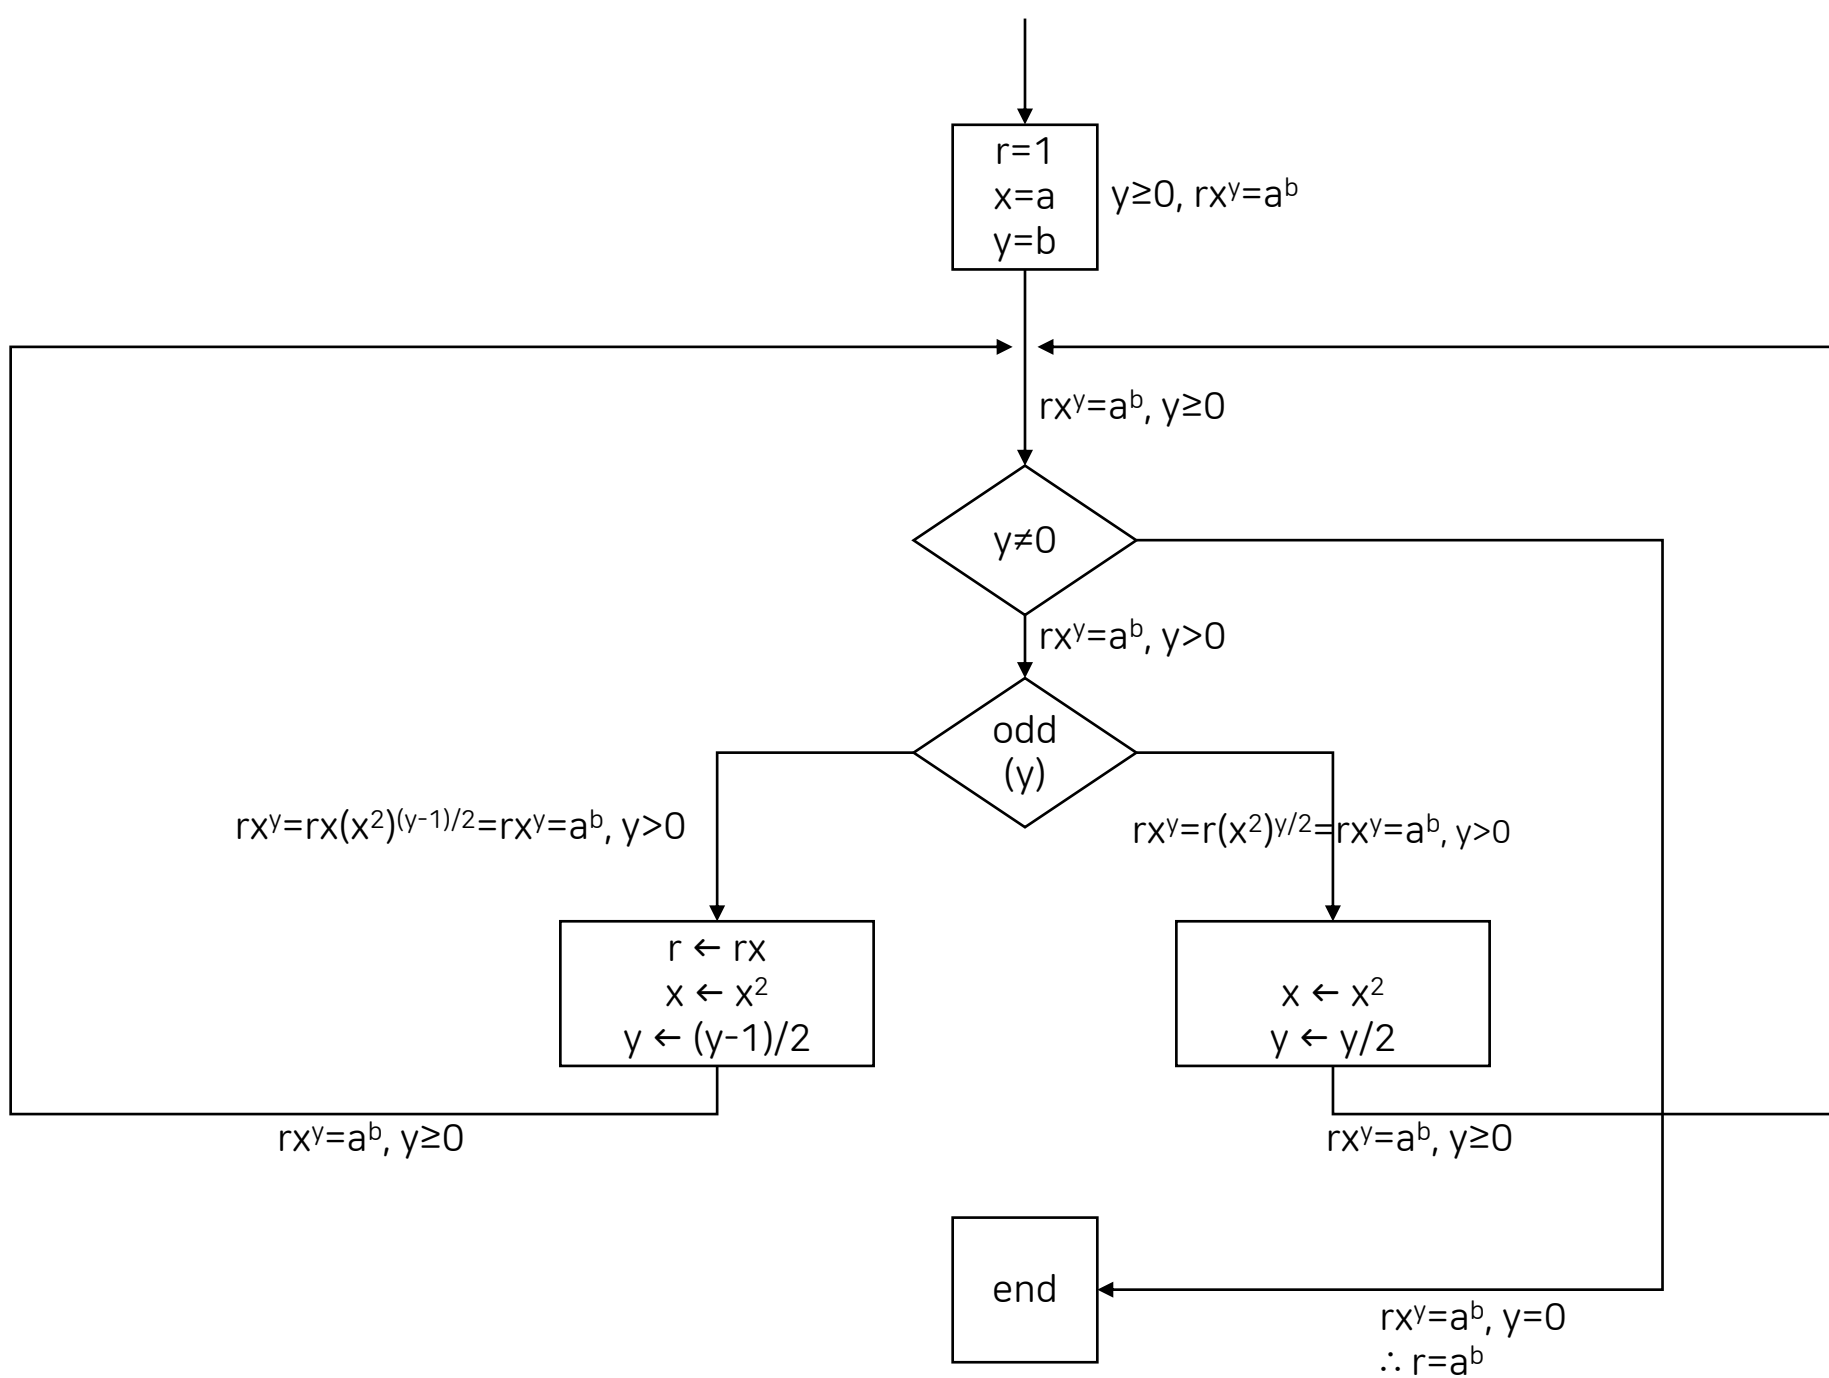 r=1
x=a
y=b
y≥0, rxʸ=aᵇ
rxʸ=aᵇ, y≥0
y≠0
rxʸ=aᵇ, y>0
odd
(y)
rxʸ=rx(x²)⁽ʸ⁻¹⁾ᐟ²=rxʸ=aᵇ, y>0
rxʸ=r(x²)ʸᐟ²=rxʸ=aᵇ, y>0
r ← rx
x ← x²
y ← (y-1)/2
x ← x²
y ← y/2
rxʸ=aᵇ, y≥0
rxʸ=aᵇ, y≥0
end
rxʸ=aᵇ, y=0
∴ r=aᵇ